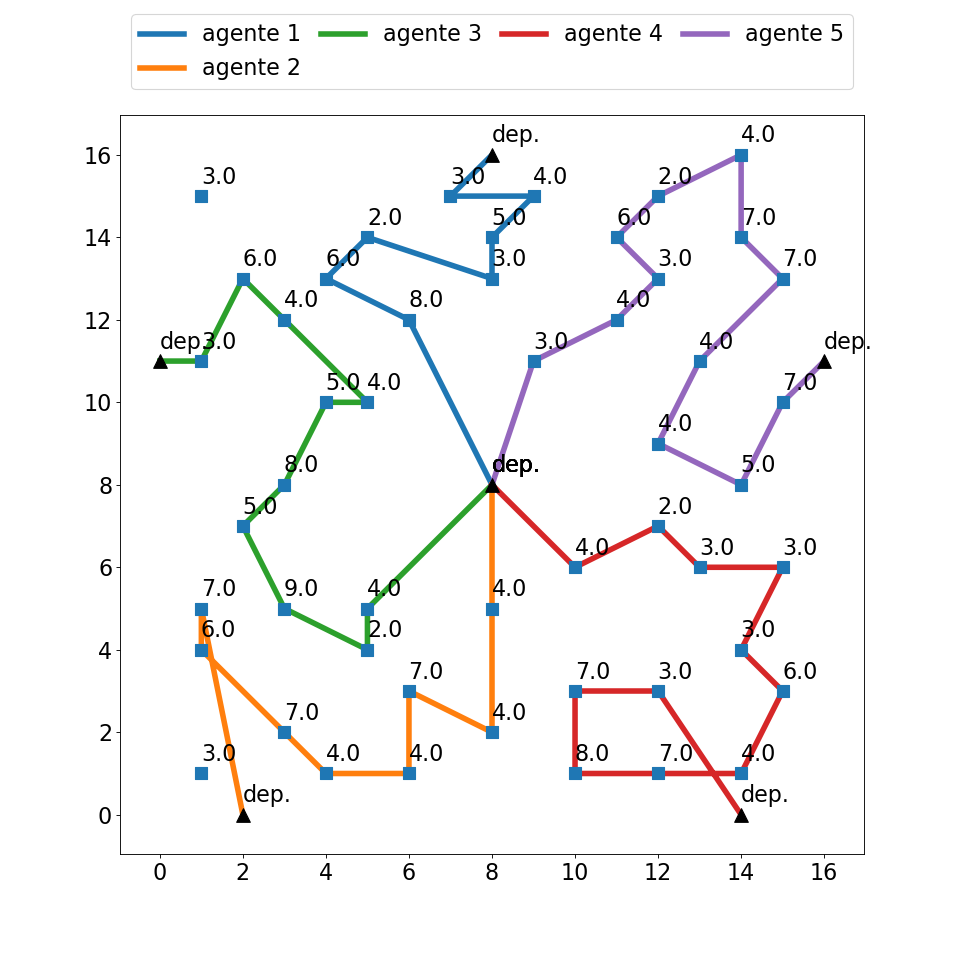 agente 1 agente 3 agente 4 agente 5
agente 2
dep.
4.0
16
3.0 3.0 4.0 2.0
2.0 5.0 6.0 7.0
14
6.0 6.0 3.0 3.0 7.0
4.0 8.0 4.0
12
dep. 3.0 3.0 4.0 dep.
5.0 4.0 7.0
10
4.0
8.0 dep. 5.0
8
5.0 2.0
4.0 3.0 3.0
6
7.0 9.0 4.0 4.0
6.0 2.0 3.0
4
7.0 7.0 3.0 6.0
7.0 4.0
2
3.0 4.0 4.0 8.0 7.0 4.0
dep. dep.
0
0 2 4 6 8 10 12 14 16